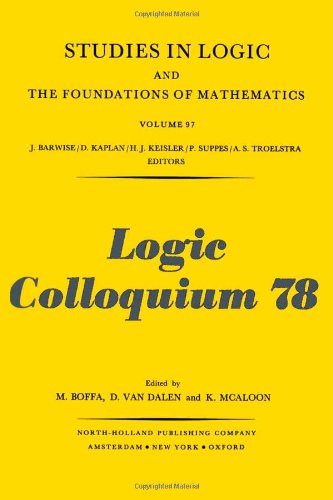 STUDIES IN LOGIC
AND
THE FOUNDATIONS OF MATHEMATICS
VOLUME 97
J. BARWISE / D. KAPLAN / H. J. KEISLER / P. SUPPES / A. S. TROELSTRA
EDITORS
Logic
Colloquium 78
Edited by
M. BOFFA, D. VAN DALEN and K. MCALOON
NORTH-HOLLAND PUBLISHING COMPANY
AMSTERDAM • NEW YORK • OXFORD